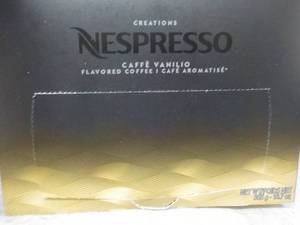 CREATIONS
NESPRESSO
CAFFÈ VANILIO
FLAVORED COFFEE | CAFÉ AROMATISÉ*